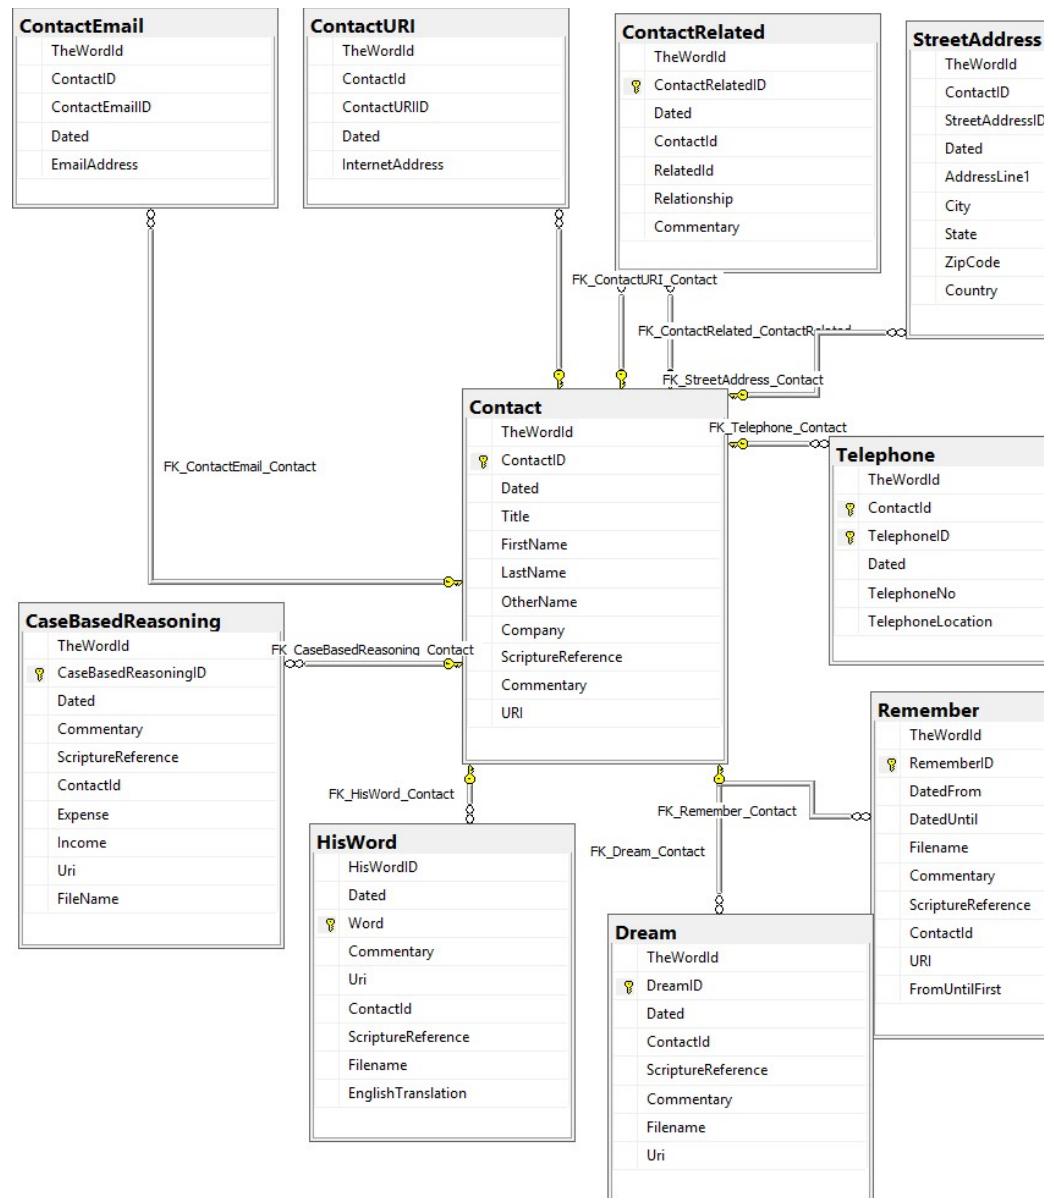 ContactEmail
TheWordId
ContactID
ContactEmailID
Dated
EmailAddress
ContactURI
TheWordId
ContactId
ContactURIID
Dated
InternetAddress
ContactRelated
TheWordId
ContactRelatedID
Dated
ContactId
RelatedId
Relationship
Commentary
StreetAddress
TheWordId
ContactID
StreetAddressID
Dated
AddressLine1
City
State
ZipCode
Country
FK_ContactURI_Contact
FK_ContactRelated_ContactRelated
FK_StreetAddress_Contact
FK_Telephone_Contact
FK_ContactEmail_Contact
Contact
TheWordId
ContactID
Dated
Title
FirstName
LastName
OtherName
Company
ScriptureReference
Commentary
URI
Telephone
TheWordId
ContactId
TelephoneID
Dated
TelephoneNo
TelephoneLocation
CaseBasedReasoning
TheWordId
CaseBasedReasoningID
Dated
Commentary
ScriptureReference
ContactId
Expense
Income
Uri
FileName
FK_CaseBasedReasoning_Contact
FK_HisWord_Contact
FK_Remember_Contact
FK_Dream_Contact
Remember
TheWordId
RememberID
DatedFrom
DatedUntil
Filename
Commentary
ScriptureReference
ContactId
URI
FromUntilFirst
HisWord
HisWordID
Dated
Word
Commentary
Uri
ContactId
ScriptureReference
Filename
EnglishTranslation
Dream
TheWordId
DreamID
Dated
ContactId
ScriptureReference
Commentary
Filename
Uri